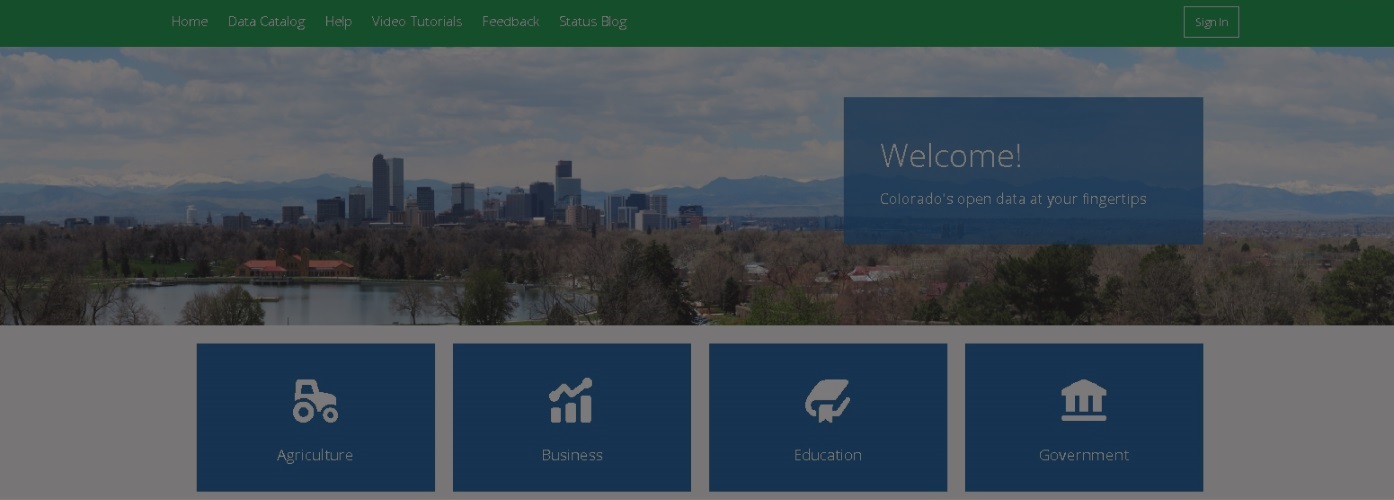 Home Data Catalog Help Video Tutorials Feedback Status Blog Sign In
Welcome!
Colorado's open data at your fingertips
Agriculture Business Education Government